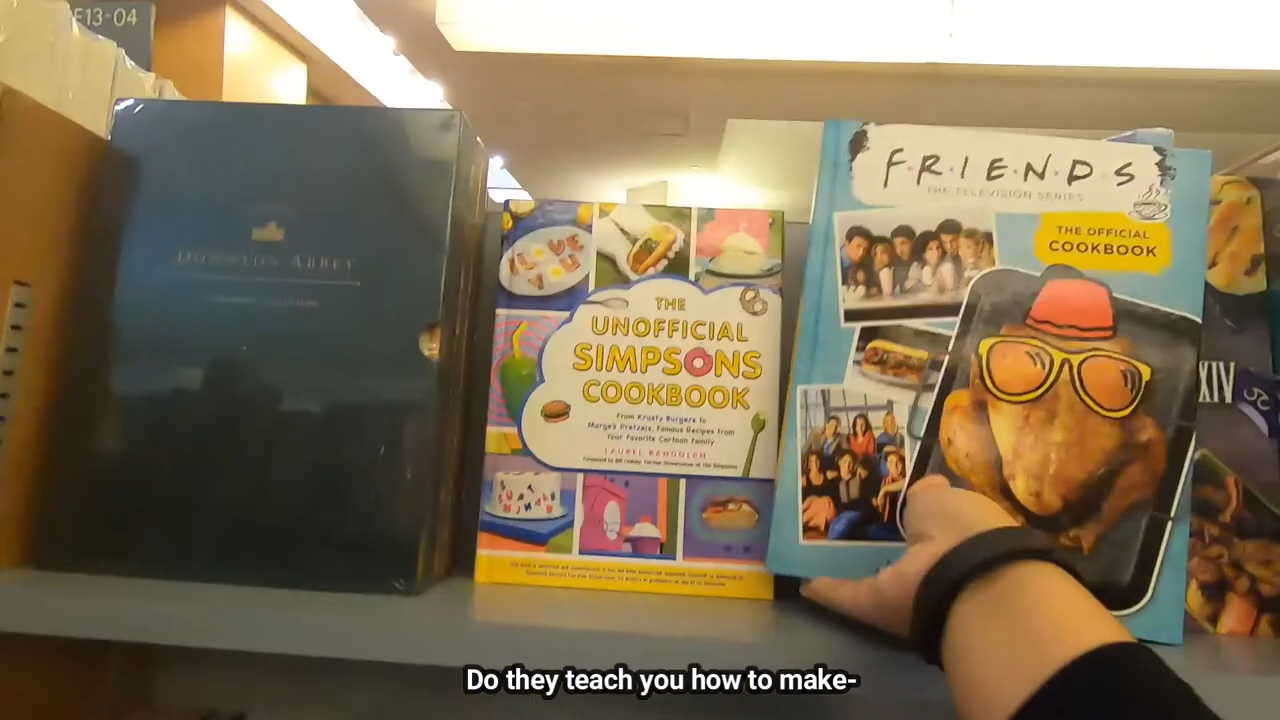 F13-04
DOWNTON ABBEY
THE
UNOFFICIAL
SIMPSONS
COOKBOOK
From Krusty Burgers to
Marge's Pretzels, Famous Recipes from
Your Favorite Cartoon Family
LAUREL RANDOLPH
FRIENDS
THE TELEVISION SERIES
THE OFFICIAL
COOKBOOK
XIV
Do they teach you how to make-